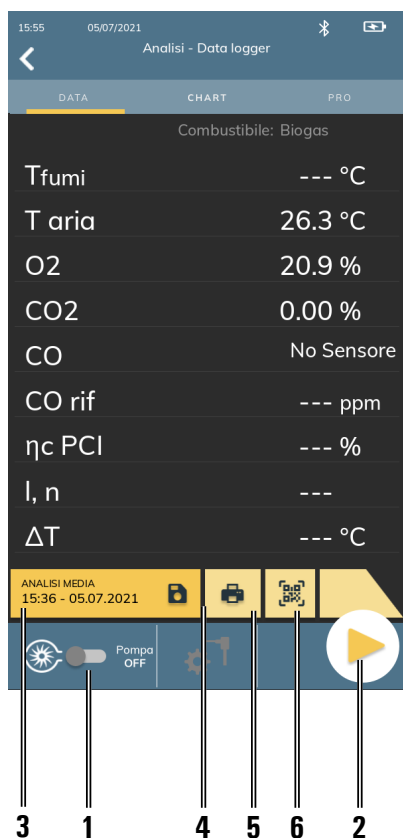 15:55 05/07/2021
Analisi - Data logger
DATA CHART PRO
Combustibile: Biogas
Tfumi --- °C
T aria 26.3 °C
O2 20.9 %
CO2 0.00 %
CO No Sensore
CO rif --- ppm
ηc PCI --- %
l, n ---
ΔT --- °C
ANALISI MEDIA
15:36 - 05.07.2021
Pompa
OFF
3 1 4 5 6 2